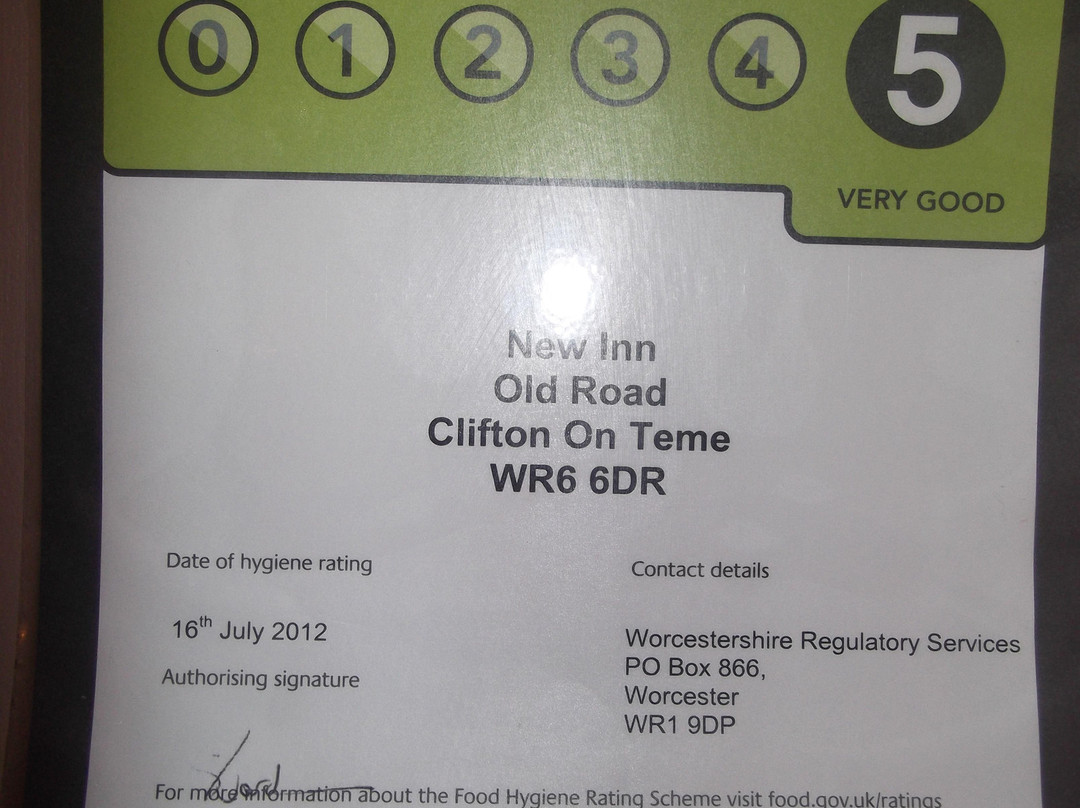 0 1 2 3 4 5
VERY GOOD
New Inn
Old Road
Clifton On Teme
WR6 6DR
Date of hygiene rating
16th July 2012
Authorising signature
Contact details
Worcestershire Regulatory Services
PO Box 866,
Worcester
WR1 9DP
For more information about the Food Hygiene Rating Scheme visit food.gov.uk/ratings